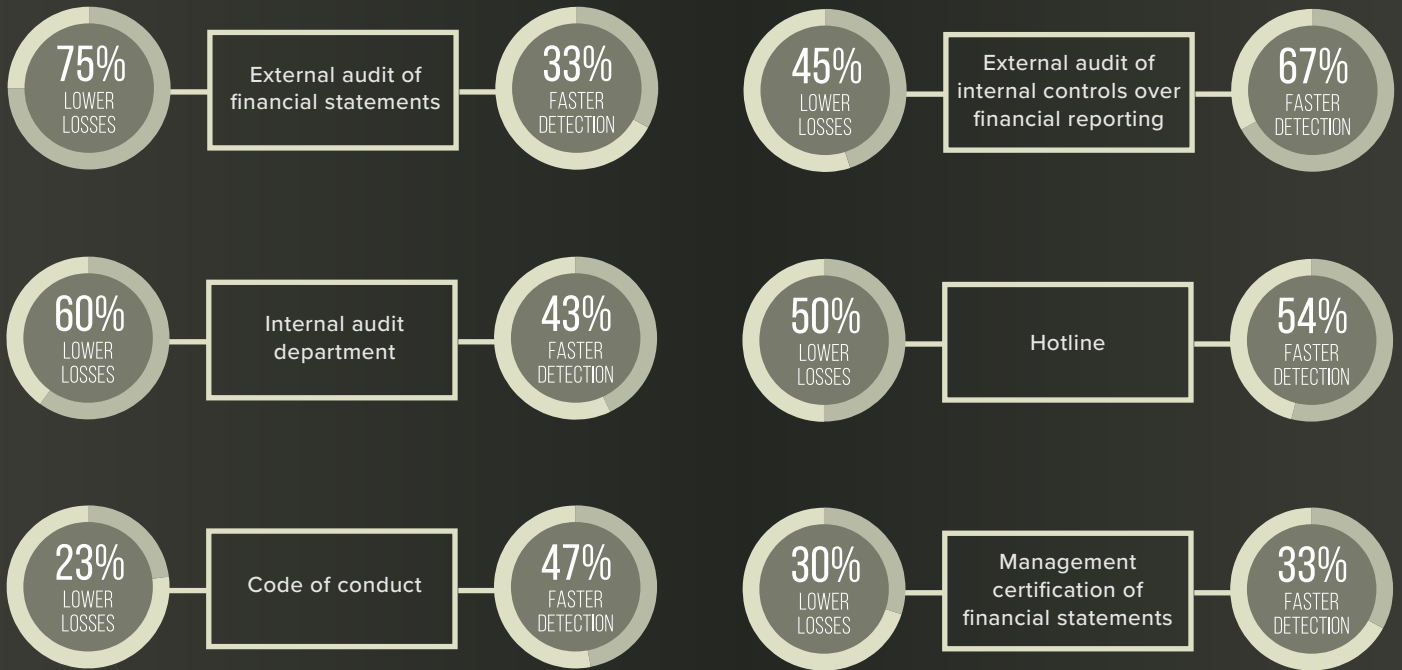 75%
LOWER
LOSSES
External audit of
financial statements
33%
FASTER
DETECTION
45%
LOWER
LOSSES
External audit of
internal controls over
financial reporting
67%
FASTER
DETECTION
60%
LOWER
LOSSES
Internal audit
department
43%
FASTER
DETECTION
50%
LOWER
LOSSES
Hotline
54%
FASTER
DETECTION
23%
LOWER
LOSSES
Code of conduct
47%
FASTER
DETECTION
30%
LOWER
LOSSES
Management
certification of
financial statements
33%
FASTER
DETECTION